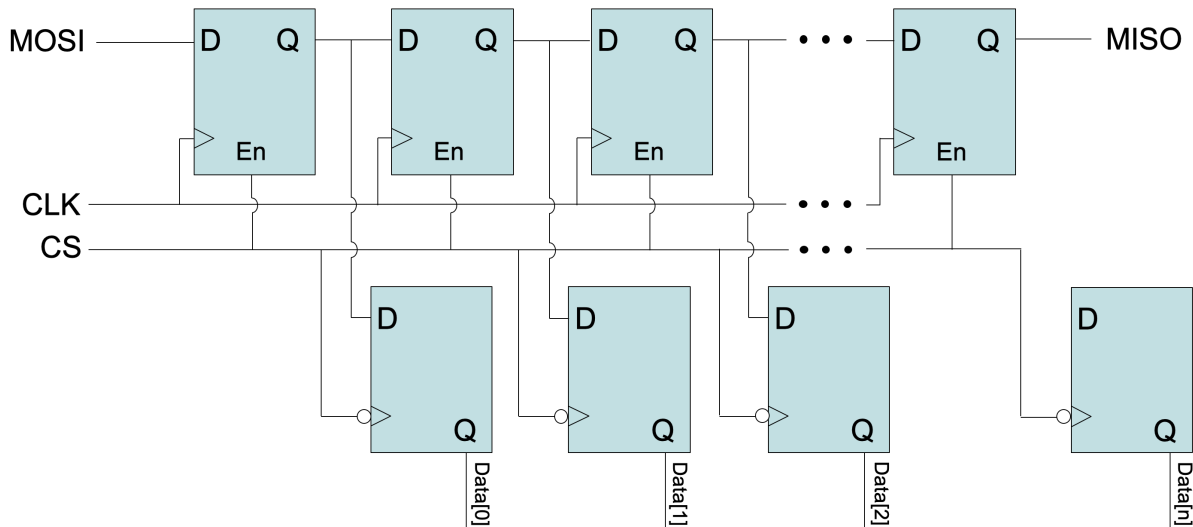 MOSI
D Q
En
D Q
En
D Q
En
• • •
D Q
En
MISO
CLK
• • •
CS
• • •
D
Q
Data[0]
D
Q
Data[1]
D
Q
Data[2]
D
Q
Data[n]